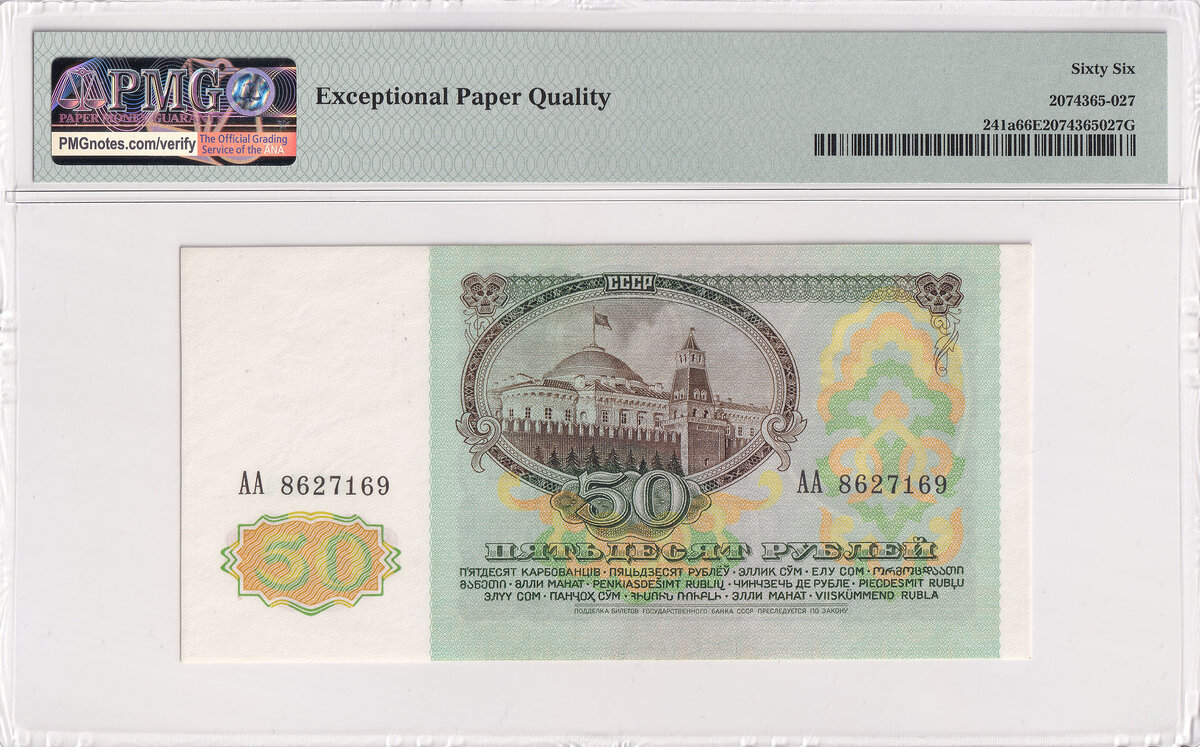 PMG
PAPER MONEY GUARANTY
PMGnotes.com/verify
The Official Grading
Service of the ANA
Exceptional Paper Quality
Sixty Six
2074365-027
241a66E2074365027G
СССР
АА 8627169
50
50
АА 8627169
ПЯТЬДЕСЯТ РУБЛЕЙ
П'ЯТДЕСЯТ КАРБОВАНЦІВ · ПЯЦЬДЗЕСЯТ РУБЛЁЎ · ЭЛЛИК СЎМ · ЕЛУ СОМ · ᲝᲠᲛᲝᲪᲓᲐᲐᲗᲘ
ᲛᲐᲜᲔᲗᲘ · ӘЛЛИ МАНАТ · PENKIASDEŠIMT RUBLIŲ · ЧИНЧЗЕЧЬ ДЕ РУБЛЕ · PIECDESMIT RUBĻU
ЭЛҮҮ СОМ · ПАНҶОҲ СӮМ · ՀԻՍՈՒՆ ՌՈՒԲԼԻ · ЭЛЛИ МАНАТ · VIISKÜMMEND RUBLA
ПОДДЕЛКА БИЛЕТОВ ГОСУДАРСТВЕННОГО БАНКА СССР ПРЕСЛЕДУЕТСЯ ПО ЗАКОНУ